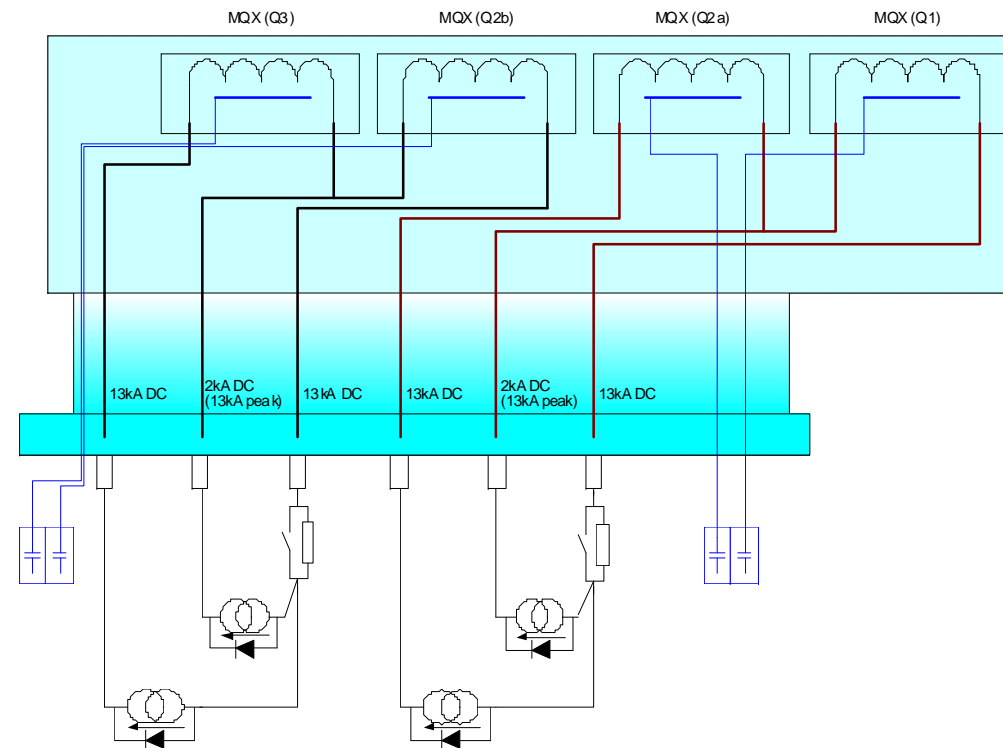 MQX (Q3)
MQX (Q2b)
MQX (Q2a)
MQX (Q1)
13kA DC
2kA DC
(13kA peak)
13kA DC
13kA DC
2kA DC
(13kA peak)
13kA DC